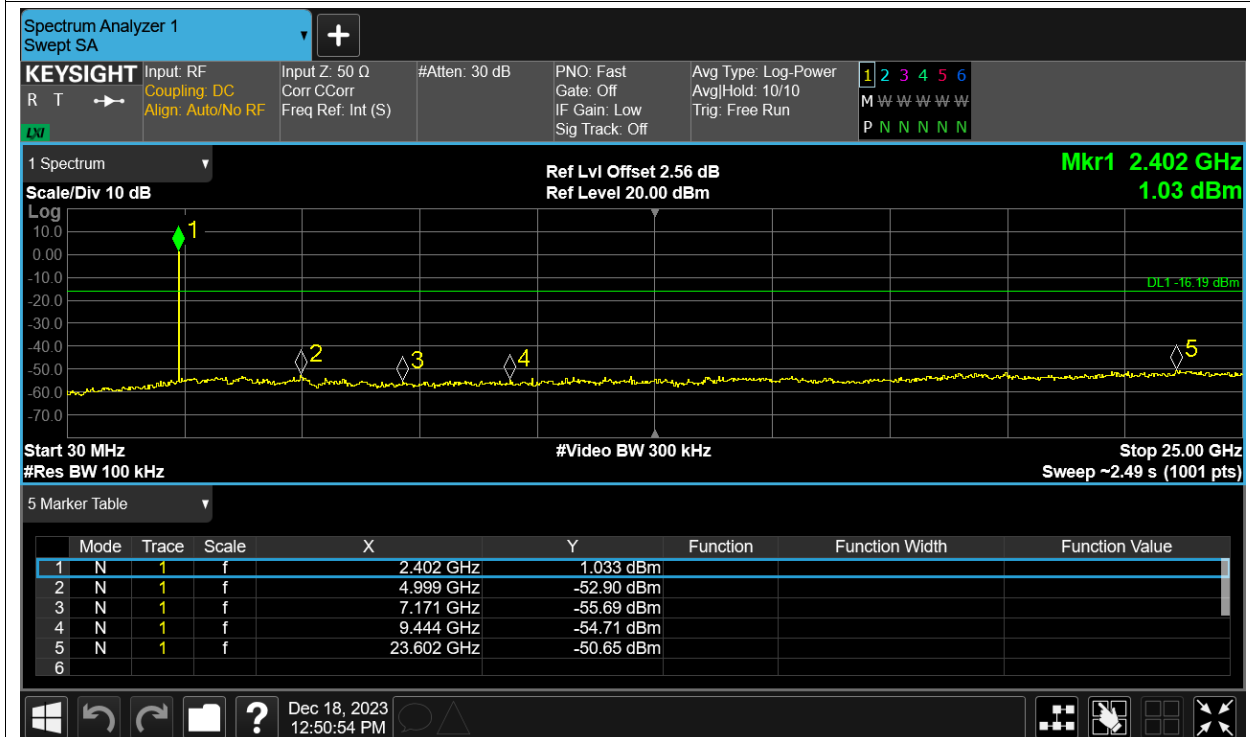 Spectrum Analyzer 1
Swept SA
KEYSIGHT Input: RF Input Z: 50 Ω #Atten: 30 dB PNO: Fast Avg Type: Log-Power 1 2 3 4 5 6
R T Coupling: DC Corr CCorr Gate: Off Avg|Hold: 10/10 M W W W W W
Align: Auto/No RF Freq Ref: Int (S) IF Gain: Low Trig: Free Run
LXI Sig Track: Off P N N N N N
1 Spectrum Ref Lvl Offset 2.56 dB Mkr1 2.402 GHz
Scale/Div 10 dB Ref Level 20.00 dBm 1.03 dBm
Log
10.0 1
0.00
-10.0 DL1 -16.19 dBm
-20.0
-30.0
-40.0 2 3 4 5
-50.0
-60.0
-70.0
Start 30 MHz #Video BW 300 kHz Stop 25.00 GHz
#Res BW 100 kHz Sweep ~2.49 s (1001 pts)
5 Marker Table
Mode Trace Scale X Y Function Function Width Function Value
1 N 1 f 2.402 GHz 1.033 dBm
2 N 1 f 4.999 GHz -52.90 dBm
3 N 1 f 7.171 GHz -55.69 dBm
4 N 1 f 9.444 GHz -54.71 dBm
5 N 1 f 23.602 GHz -50.65 dBm
6
? Dec 18, 2023
12:50:54 PM